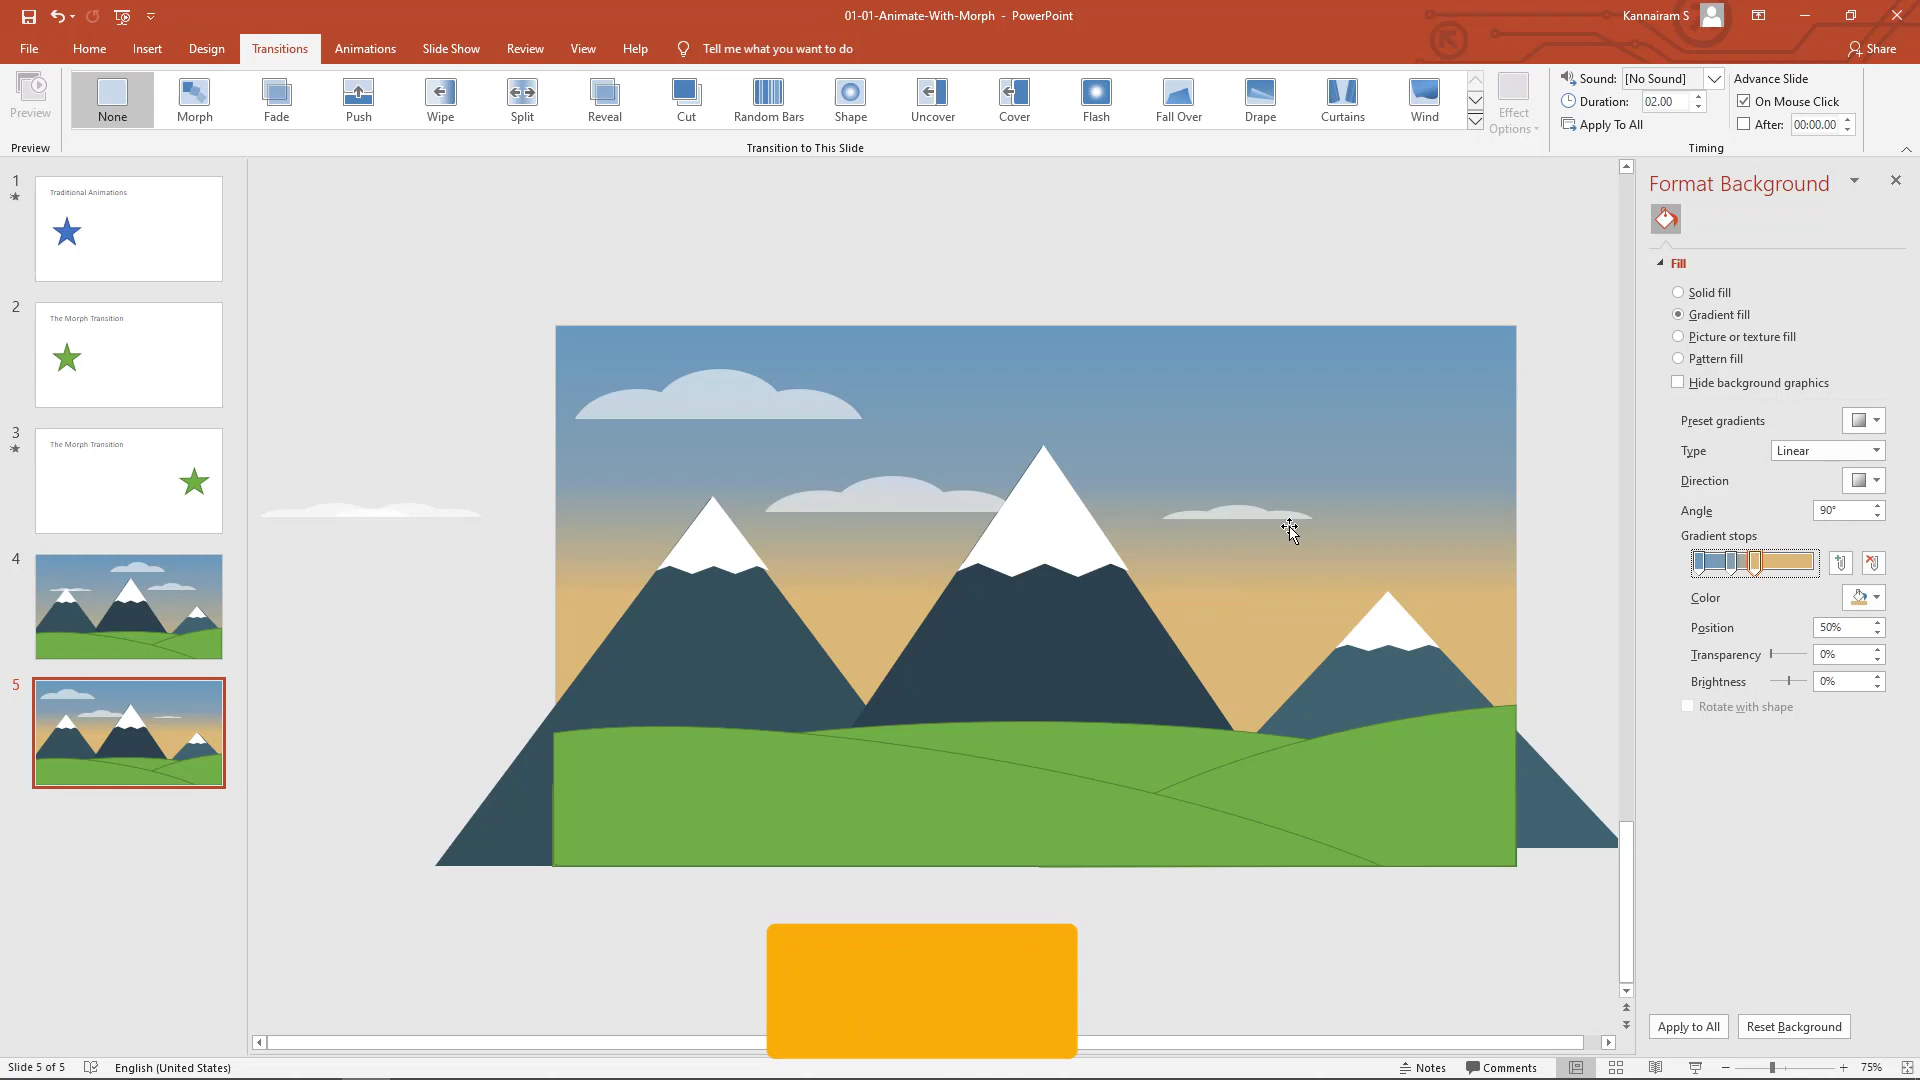 01-01-Animate-With-Morph - PowerPoint
Kannairam S
File Home Insert Design Transitions Animations Slide Show Review View Help Tell me what you want to do
Share
Preview
None Morph Fade Push Wipe Split Reveal Cut Random Bars Shape Uncover Cover Flash Fall Over Drape Curtains Wind
Effect
Options
Sound: [No Sound]
Duration: 02.00
Apply To All
Advance Slide
On Mouse Click
After: 00:00.00
Preview
Transition to This Slide
Timing
1
Traditional Animations
2
The Morph Transition
3
The Morph Transition
4
5
Format Background
Fill
Solid fill
Gradient fill
Picture or texture fill
Pattern fill
Hide background graphics
Preset gradients
Type Linear
Direction
Angle 90°
Gradient stops
Color
Position 50%
Transparency 0%
Brightness 0%
Rotate with shape
Apply to All Reset Background
Slide 5 of 5 English (United States)
Notes Comments 75%